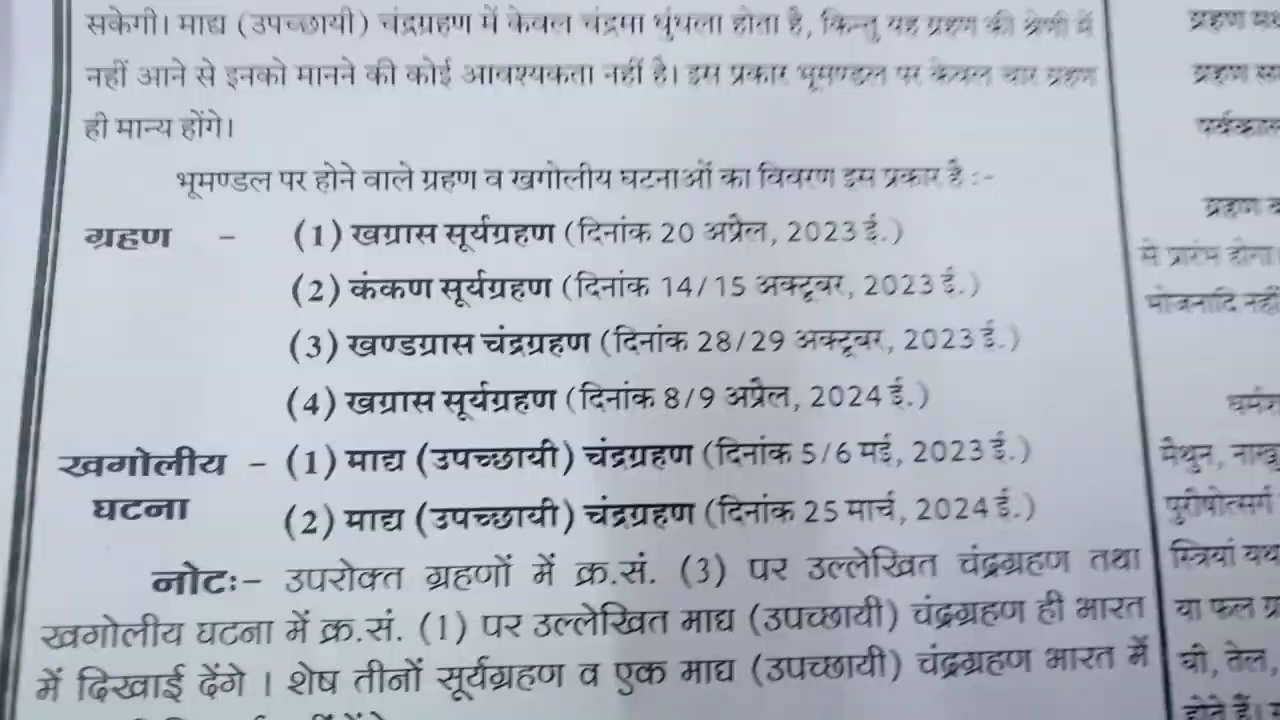 सकेगी। माद्य (उपच्छायी) चंद्रग्रहण में केवल चंद्रमा धुंधला होता है, किन्तु यह ग्रहण की श्रेणी में
नहीं आने से इनको मानने की कोई आवश्यकता नहीं है। इस प्रकार भूमण्डल पर केवल चार ग्रहण
ही मान्य होंगे।
भूमण्डल पर होने वाले ग्रहण व खगोलीय घटनाओं का विवरण इस प्रकार है :-
ग्रहण - (1) खग्रास सूर्यग्रहण (दिनांक 20 अप्रेल, 2023 ई.)
(2) कंकण सूर्यग्रहण (दिनांक 14/15 अक्टूबर, 2023 ई.)
(3) खण्डग्रास चंद्रग्रहण (दिनांक 28/29 अक्टूबर, 2023 ई.)
(4) खग्रास सूर्यग्रहण (दिनांक 8/9 अप्रेल, 2024 ई.)
खगोलीय - (1) माद्य (उपच्छायी) चंद्रग्रहण (दिनांक 5/6 मई, 2023 ई.)
घटना (2) माद्य (उपच्छायी) चंद्रग्रहण (दिनांक 25 मार्च, 2024 ई.)
नोटः- उपरोक्त ग्रहणों में क्र.सं. (3) पर उल्लेखित चंद्रग्रहण तथा
खगोलीय घटना में क्र.सं. (1) पर उल्लेखित माद्य (उपच्छायी) चंद्रग्रहण ही भारत
में दिखाई देंगे । शेष तीनों सूर्यग्रहण व एक माद्य (उपच्छायी) चंद्रग्रहण भारत में
ग्रहण
ग्रहण
पर्वकाल
ग्रहण
से प्रारंभ होगा
भोजनादि नहीं
मैथुन,
पुरीषोत्सर्ग
स्त्रियां
या फल
घी, तेल,